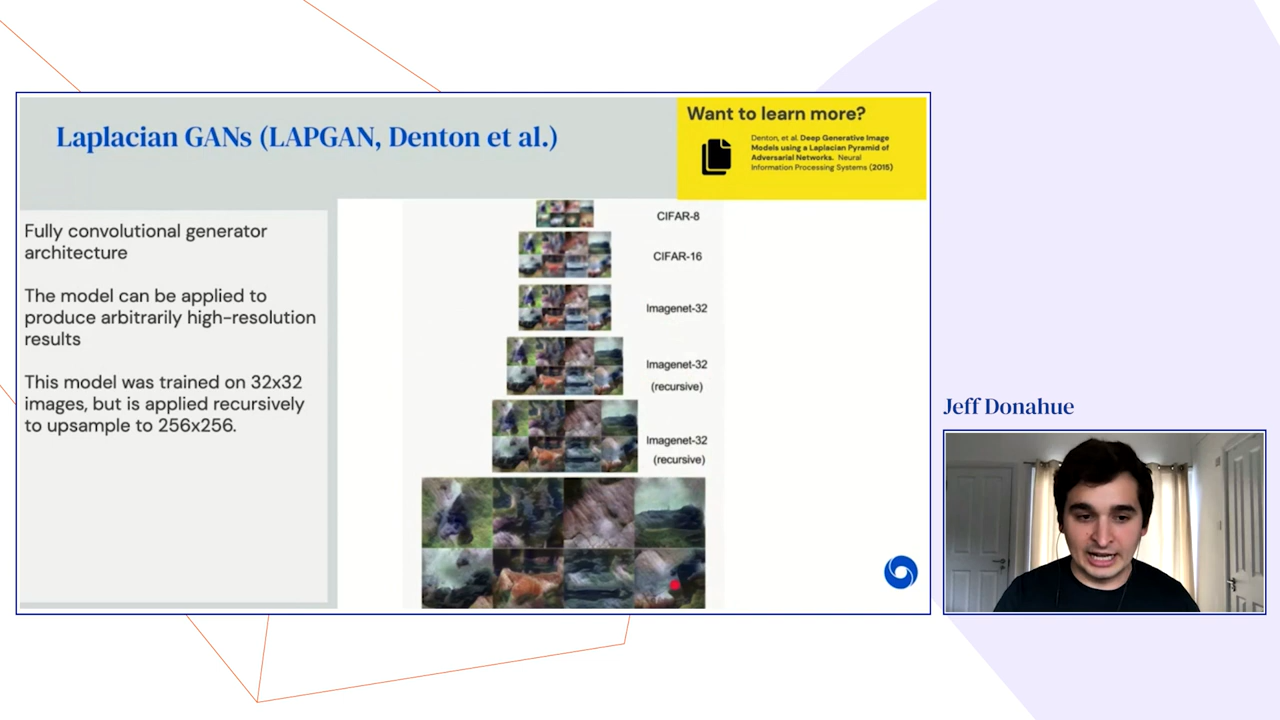 Laplacian GANs (LAPGAN, Denton et al.)
Want to learn more?
Denton, et al. Deep Generative Image
Models using a Laplacian Pyramid of
Adversarial Networks. Neural
Information Processing Systems (2015)
Fully convolutional generator
architecture
The model can be applied to
produce arbitrarily high-resolution
results
This model was trained on 32x32
images, but is applied recursively
to upsample to 256x256.
CIFAR-8
CIFAR-16
Imagenet-32
Imagenet-32
(recursive)
Imagenet-32
(recursive)
Jeff Donahue